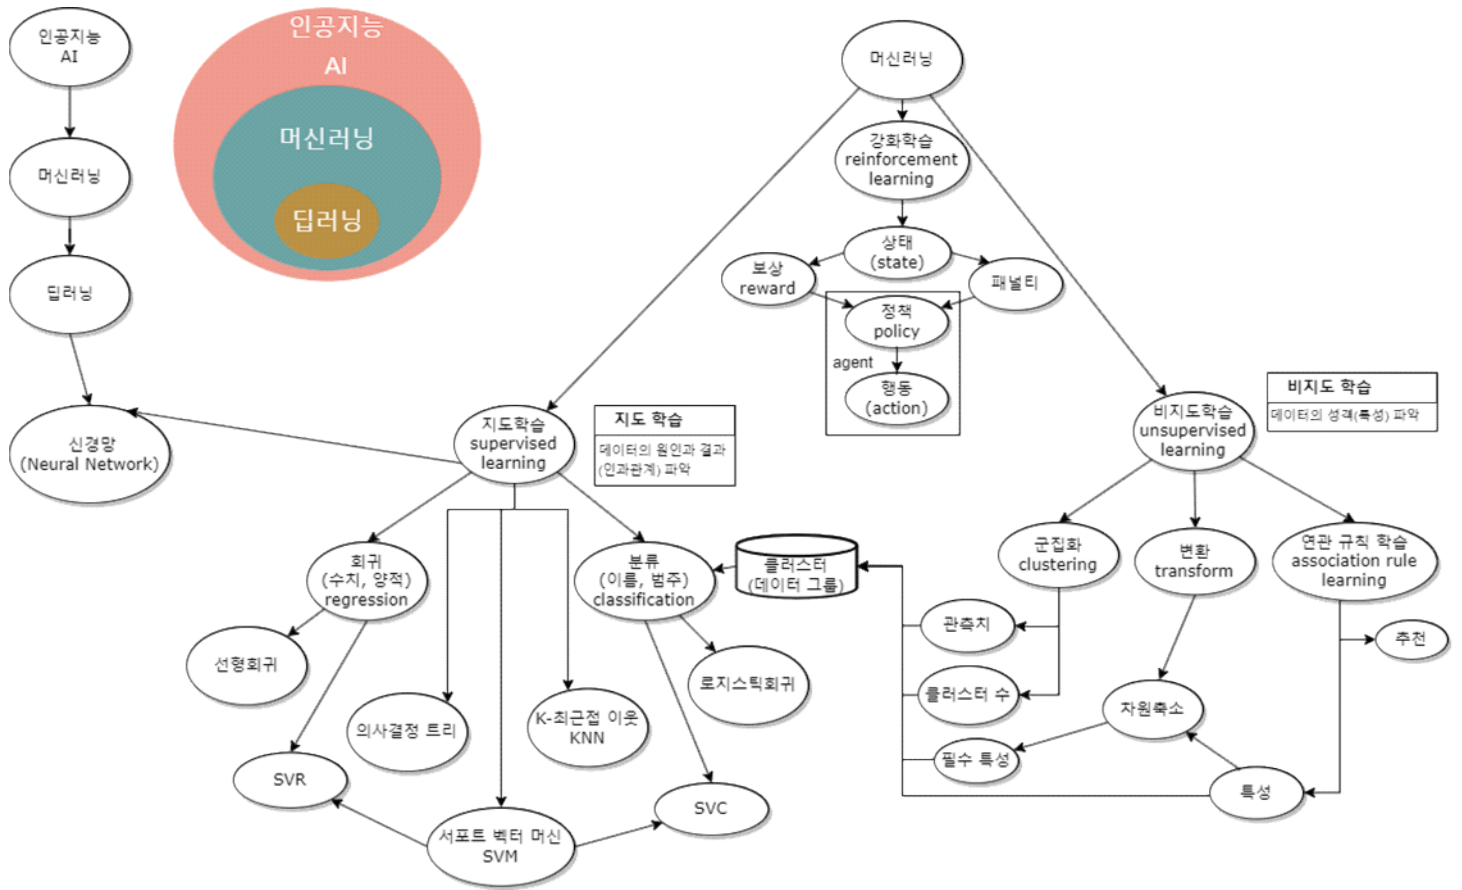 인공지능
AI
머신러닝
딥러닝
신경망
(Neural Network)
인공지능
AI
머신러닝
딥러닝
머신러닝
강화학습
reinforcement
learning
상태
(state)
보상
reward
패널티
정책
policy
agent
행동
(action)
지도학습
supervised
learning
지도 학습
데이터의 원인과 결과
(인과관계) 파악
비지도학습
unsupervised
learning
비지도 학습
데이터의 성격(특성) 파악
회귀
(수치, 양적)
regression
분류
(이름, 범주)
classification
클러스터
(데이터 그룹)
군집화
clustering
변환
transform
연관 규칙 학습
association rule
learning
선형회귀
의사결정 트리
K-최근접 이웃
KNN
로지스틱회귀
관측치
추천
클러스터 수
차원축소
필수 특성
특성
SVR
서포트 벡터 머신
SVM
SVC